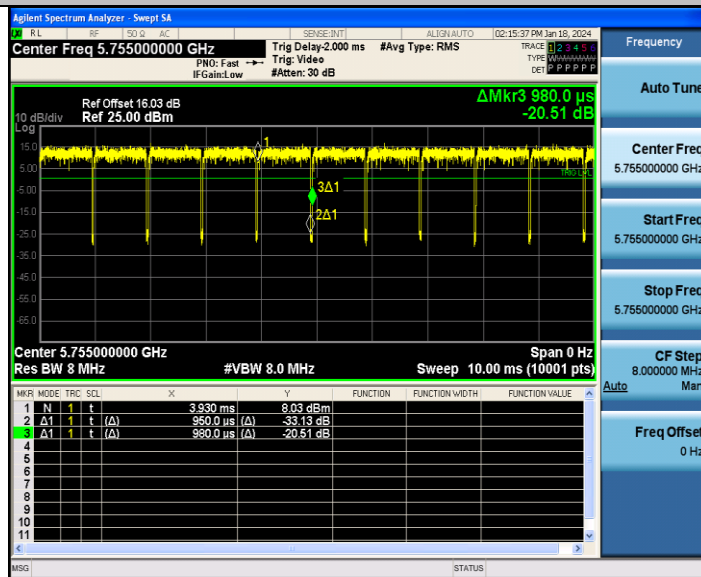 Agilent Spectrum Analyzer - Swept SA
RL RF 50 Ω AC SENSE:INT ALIGNAUTO 02:15:37 PM Jan 18, 2024
Center Freq 5.755000000 GHz
PNO: Fast
IFGain:Low
Trig Delay-2.000 ms
Trig: Video
#Atten: 30 dB
#Avg Type: RMS
TRACE 1 2 3 4 5 6
TYPE
DET P P P P P P
Ref Offset 16.03 dB
Ref 25.00 dBm
10 dB/div
Log
ΔMkr3 980.0 µs
-20.51 dB
15.0
5.00
-5.00
-15.0
-25.0
-35.0
-45.0
-55.0
-65.0
1
TRIG LVL
3Δ1
2Δ1
Center 5.755000000 GHz
Span 0 Hz
Res BW 8 MHz
#VBW 8.0 MHz
Sweep 10.00 ms (10001 pts)
MKR MODE TRC SCL X Y FUNCTION FUNCTION WIDTH FUNCTION VALUE
1 N 1 t 3.930 ms 8.03 dBm
2 Δ1 1 t (Δ) 950.0 µs (Δ) -33.13 dB
3 Δ1 1 t (Δ) 980.0 µs (Δ) -20.51 dB
4
5
6
7
8
9
10
11
MSG
STATUS
Frequency
Auto Tune
Center Freq
5.755000000 GHz
Start Freq
5.755000000 GHz
Stop Freq
5.755000000 GHz
CF Step
8.000000 MHz
Auto Man
Freq Offset
0 Hz